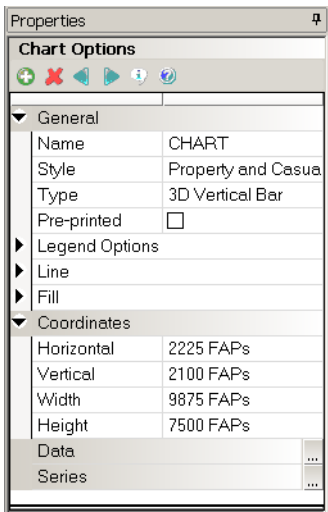 Properties
Chart Options
General
Name CHART
Style Property and Casua
Type 3D Vertical Bar
Pre-printed
Legend Options
Line
Fill
Coordinates
Horizontal 2225 FAPs
Vertical 2100 FAPs
Width 9875 FAPs
Height 7500 FAPs
Data ...
Series ...